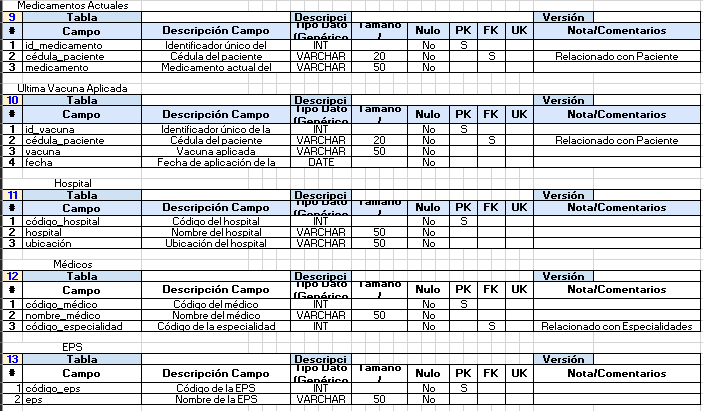 Medicamentos Actuales
9 Tabla Descripci Versión
# Campo Descripción Campo Tipo Dato (Genérico Tamaño Nulo PK FK UK Nota/Comentarios
1 id_medicamento Identificador único del INT No S
2 cédula_paciente Cédula del paciente VARCHAR 20 No S Relacionado con Paciente
3 medicamento Medicamento actual del VARCHAR 50 No
Ultima Vacuna Aplicada
10 Tabla Descripci Versión
# Campo Descripción Campo Tipo Dato (Genérico Tamaño Nulo PK FK UK Nota/Comentarios
1 id_vacuna Identificador único de la INT No S
2 cédula_paciente Cédula del paciente VARCHAR 20 No S Relacionado con Paciente
3 vacuna Vacuna aplicada VARCHAR 50 No
4 fecha Fecha de aplicación de la DATE No
Hospital
11 Tabla Descripci Versión
# Campo Descripción Campo Tipo Dato (Genérico Tamaño Nulo PK FK UK Nota/Comentarios
1 código_hospital Código del hospital INT No S
2 hospital Nombre del hospital VARCHAR 50 No
3 ubicación Ubicación del hospital VARCHAR 50 No
Médicos
12 Tabla Descripci Versión
# Campo Descripción Campo Tipo Dato (Genérico Tamaño Nulo PK FK UK Nota/Comentarios
1 código_médico Código del médico INT No S
2 nombre_médico Nombre del médico VARCHAR 50 No
3 código_especialidad Código de la especialidad INT No S Relacionado con Especialidades
EPS
13 Tabla Descripci Versión
# Campo Descripción Campo Tipo Dato (Genérico Tamaño Nulo PK FK UK Nota/Comentarios
1 código_eps Código de la EPS INT No S
2 eps Nombre de la EPS VARCHAR 50 No